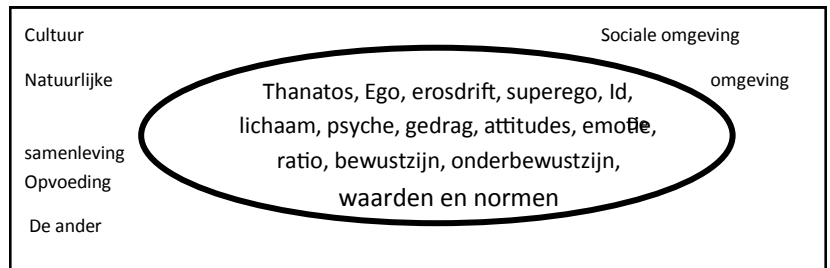 Cultuur Sociale omgeving
Natuurlijke omgeving
Thanatos, Ego, erosdrift, superego, Id,
lichaam, psyche, gedrag, attitudes, emotie, De
samenleving
ratio, bewustzijn, onderbewustzijn,
Opvoeding
waarden en normen
De ander